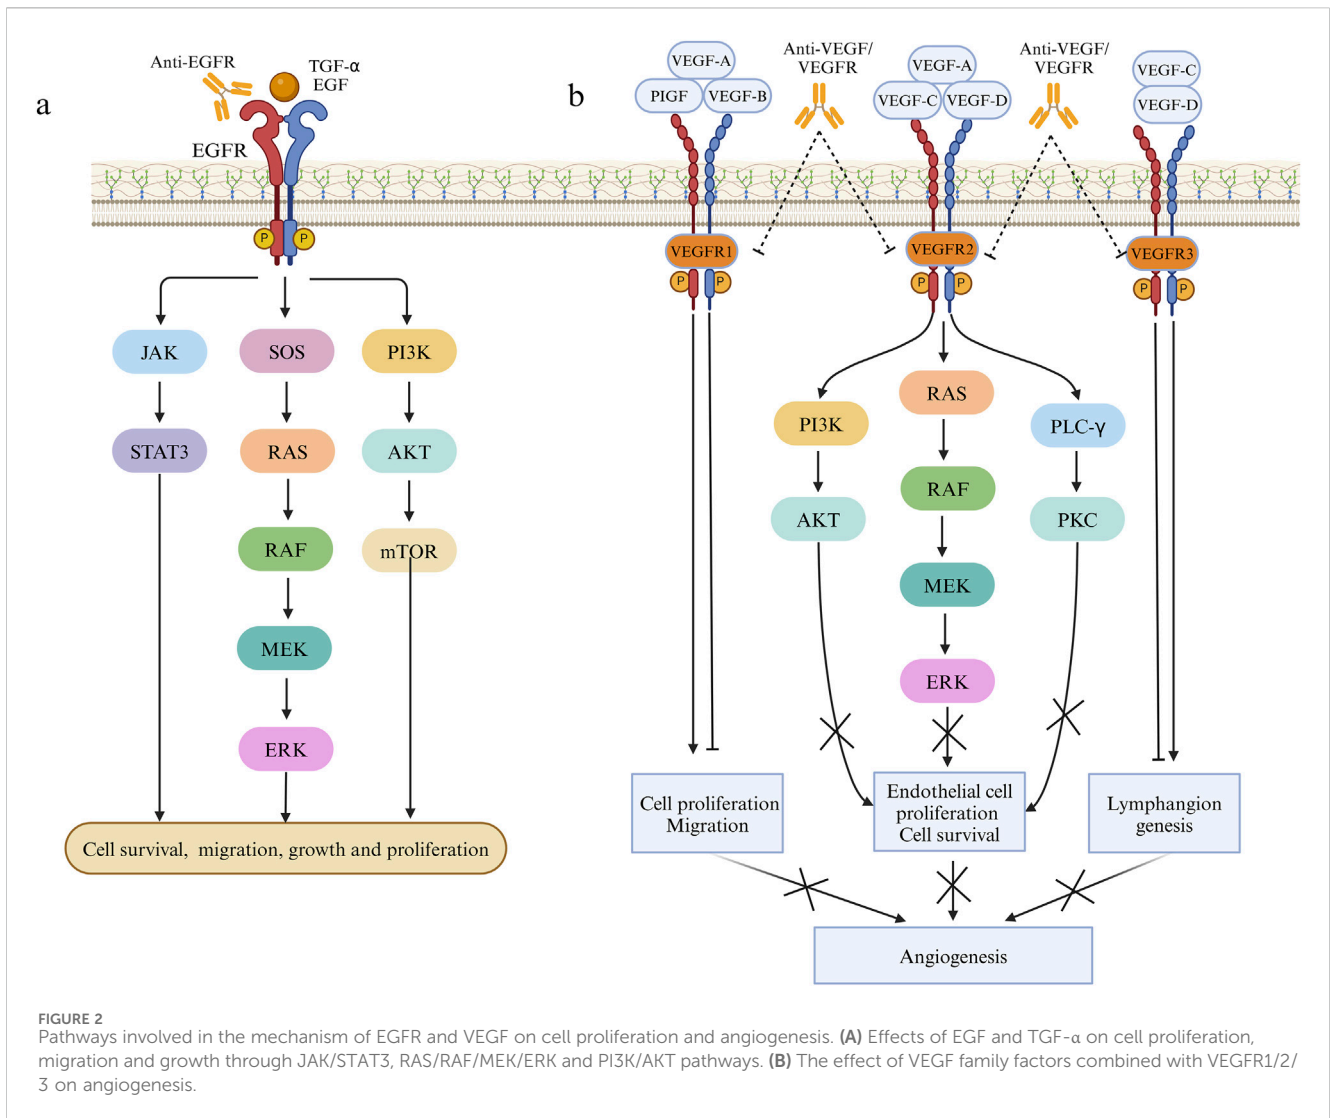 a
Anti-EGFR
TGF-α
EGF
EGFR
P
P
JAK
SOS
PI3K
STAT3
RAS
AKT
RAF
mTOR
MEK
ERK
Cell survival, migration, growth and proliferation
b
VEGF-A
PIGF
VEGF-B
Anti-VEGF/
VEGFR
VEGF-A
VEGF-C
VEGF-D
Anti-VEGF/
VEGFR
VEGF-C
VEGF-D
VEGFR1
VEGFR2
VEGFR3
P
P
P
P
P
P
PI3K
RAS
PLC-γ
AKT
RAF
PKC
MEK
ERK
Cell proliferation
Migration
Endothelial cell
proliferation
Cell survival
Lymphangion
genesis
Angiogenesis
FIGURE 2
Pathways involved in the mechanism of EGFR and VEGF on cell proliferation and angiogenesis. (A) Effects of EGF and TGF-α on cell proliferation,
migration and growth through JAK/STAT3, RAS/RAF/MEK/ERK and PI3K/AKT pathways. (B) The effect of VEGF family factors combined with VEGFR1/2/
3 on angiogenesis.